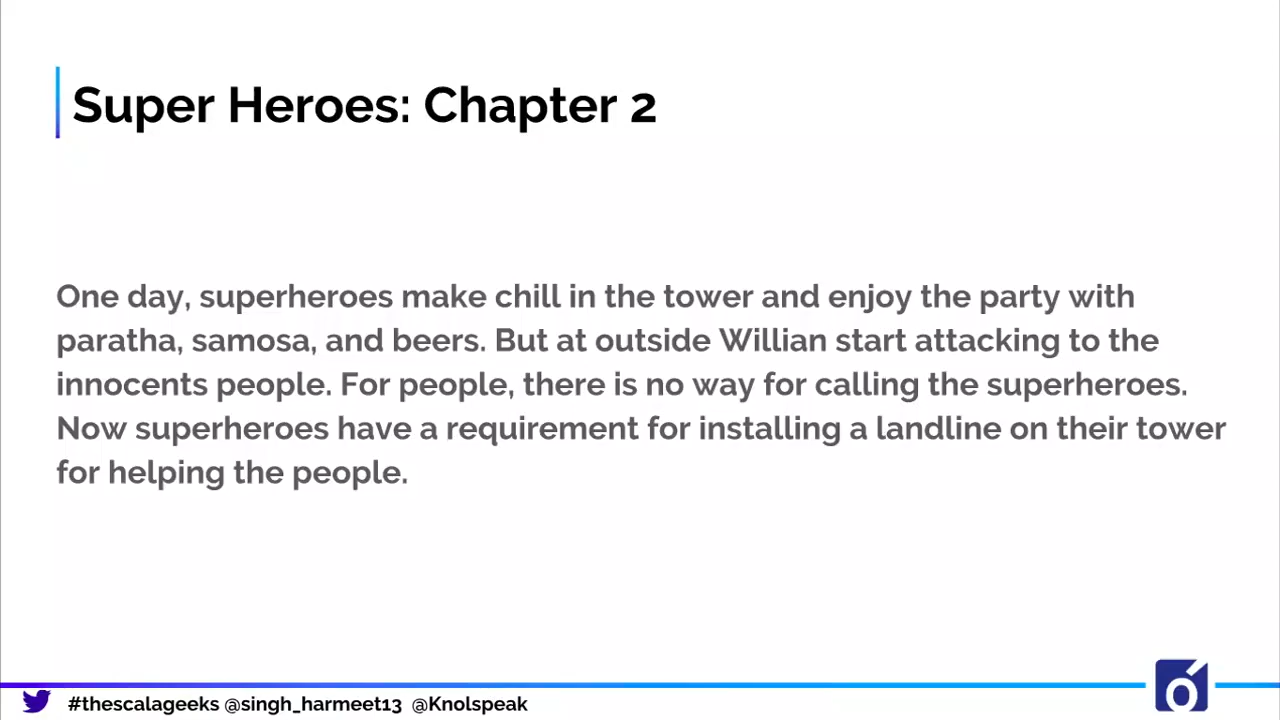 Super Heroes: Chapter 2
One day, superheroes make chill in the tower and enjoy the party with
paratha, samosa, and beers. But at outside Willian start attacking to the
innocents people. For people, there is no way for calling the superheroes.
Now superheroes have a requirement for installing a landline on their tower
for helping the people.
#thescalageeks @singh_harmeet13 @Knolspeak